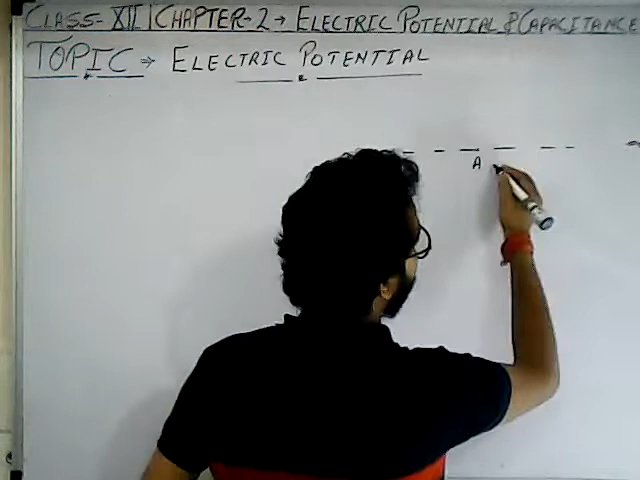 CLASS-XII | CHAPTER-2 → ELECTRIC POTENTIAL & CAPACITANCE
TOPIC → ELECTRIC POTENTIAL
A